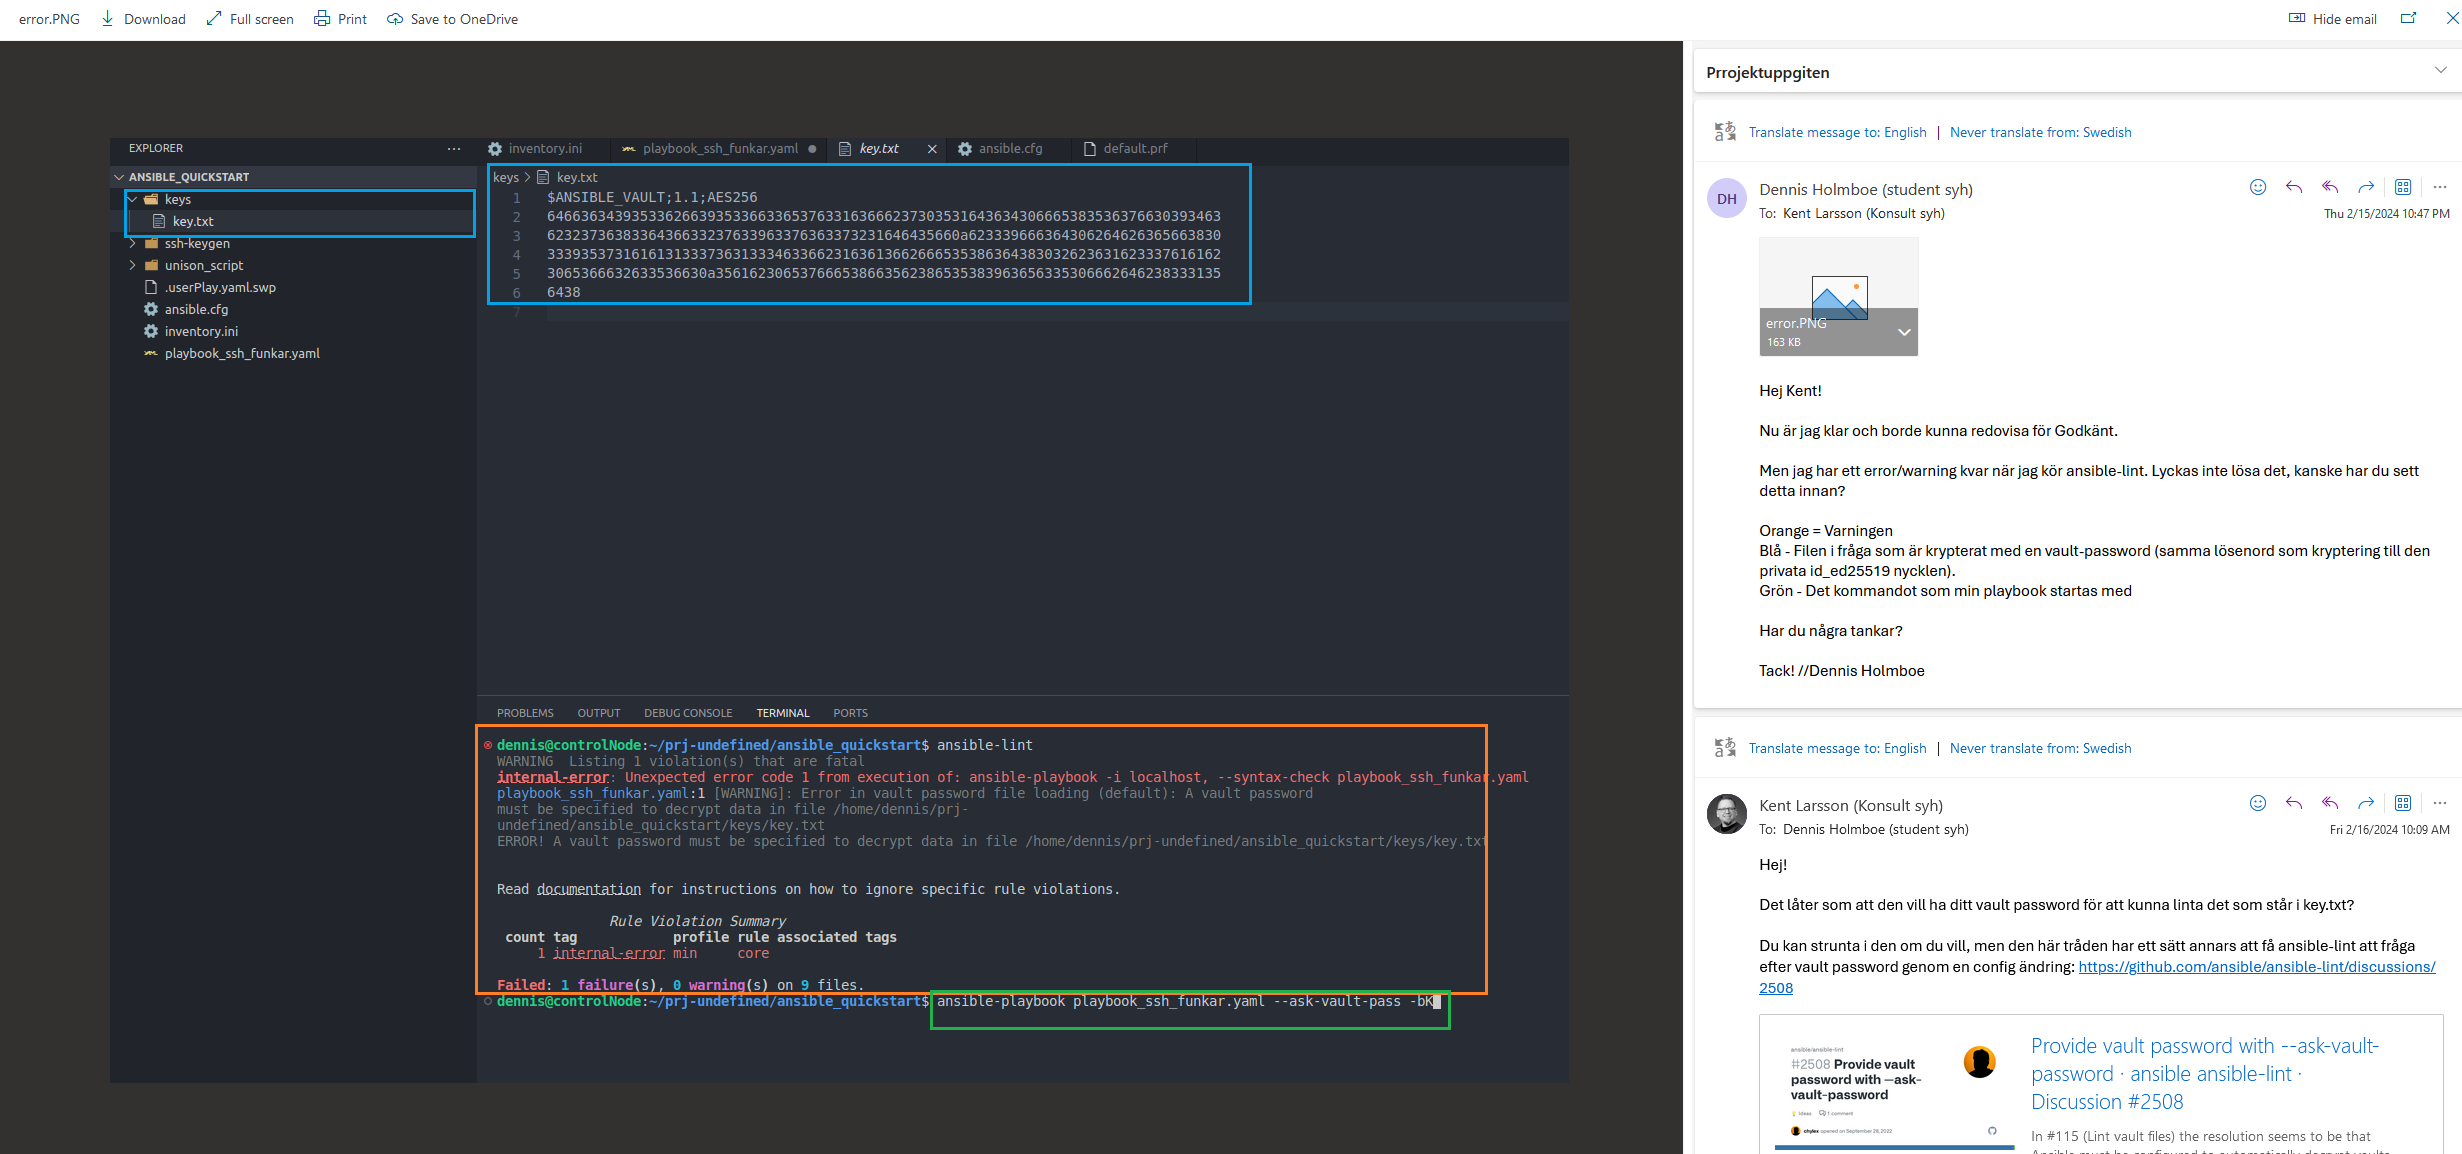 error.PNG Download Full screen Print Save to OneDrive Hide email
EXPLORER
ANSIBLE_QUICKSTART
keys
key.txt
ssh-keygen
unison_script
.userPlay.yaml.swp
ansible.cfg
inventory.ini
playbook_ssh_funkar.yaml
inventory.ini playbook_ssh_funkar.yaml key.txt ansible.cfg default.prf
keys > key.txt
1 $ANSIBLE_VAULT;1.1;AES256
6 6438
7
PROBLEMS OUTPUT DEBUG CONSOLE TERMINAL PORTS
dennis@controlNode:~/prj-undefined/ansible_quickstart$ ansible-lint
WARNING  Listing 1 violation(s) that are fatal
internal-error: Unexpected error code 1 from execution of: ansible-playbook -i localhost, --syntax-check playbook_ssh_funkar.yaml
playbook_ssh_funkar.yaml:1 [WARNING]: Error in vault password file loading (default): A vault password
must be specified to decrypt data in file /home/dennis/prj-
undefined/ansible_quickstart/keys/key.txt
ERROR! A vault password must be specified to decrypt data in file /home/dennis/prj-undefined/ansible_quickstart/keys/key.txt
Read documentation for instructions on how to ignore specific rule violations.
Rule Violation Summary
count tag profile rule associated tags
1 internal-error min core
Failed: 1 failure(s), 0 warning(s) on 9 files.
dennis@controlNode:~/prj-undefined/ansible_quickstart$ ansible-playbook playbook_ssh_funkar.yaml --ask-vault-pass -bK
Prrojektuppgiten
Translate message to: English | Never translate from: Swedish
DH
Dennis Holmboe (student syh)
To: Kent Larsson (Konsult syh)
Thu 2/15/2024 10:47 PM
error.PNG
163 KB
Hej Kent!
Nu är jag klar och borde kunna redovisa för Godkänt.
Men jag har ett error/warning kvar när jag kör ansible-lint. Lyckas inte lösa det, kanske har du sett
detta innan?
Orange = Varningen
Blå - Filen i fråga som är krypterat med en vault-password (samma lösenord som kryptering till den
privata id_ed25519 nycklen).
Grön - Det kommandot som min playbook startas med
Har du några tankar?
Tack! //Dennis Holmboe
Translate message to: English | Never translate from: Swedish
Kent Larsson (Konsult syh)
To: Dennis Holmboe (student syh)
Fri 2/16/2024 10:09 AM
Hej!
Det låter som att den vill ha ditt vault password för att kunna linta det som står i key.txt?
Du kan strunta i den om du vill, men den här tråden har ett sätt annars att få ansible-lint att fråga
efter vault password genom en config ändring: https://github.com/ansible/ansible-lint/discussions/
2508
ansible/ansible-lint
#2508 Provide vault
password with —ask-
vault-password
Ideas 1 comment
chylex opened on September 26, 2022
Provide vault password with --ask-vault-
password · ansible ansible-lint ·
Discussion #2508
In #115 (Lint vault files) the resolution seems to be that